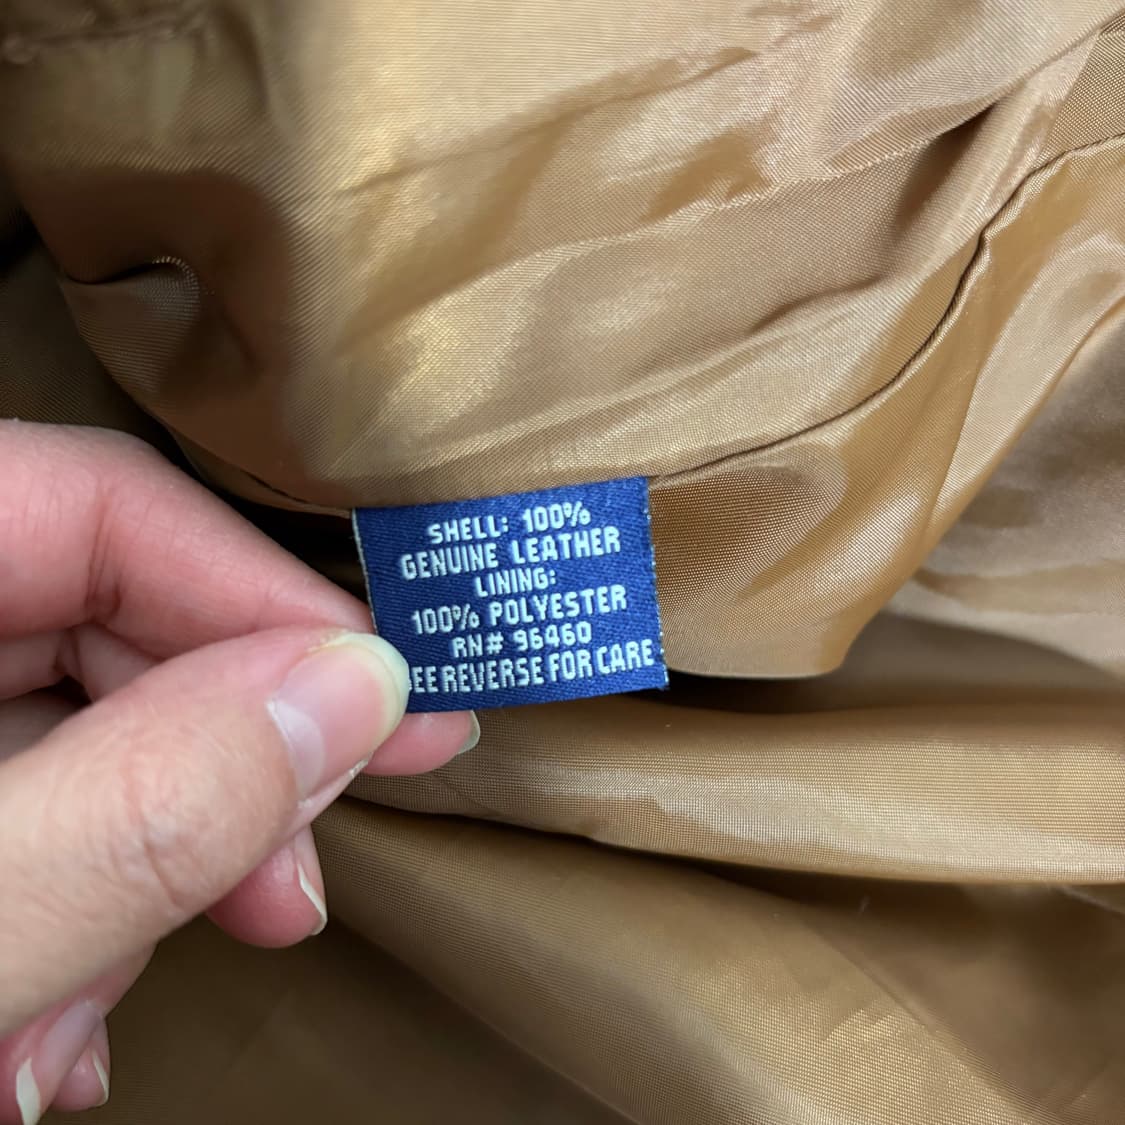 SHELL: 100%
GENUINE LEATHER
LINING:
100% POLYESTER
RN# 96460
EE REVERSE FOR CARE